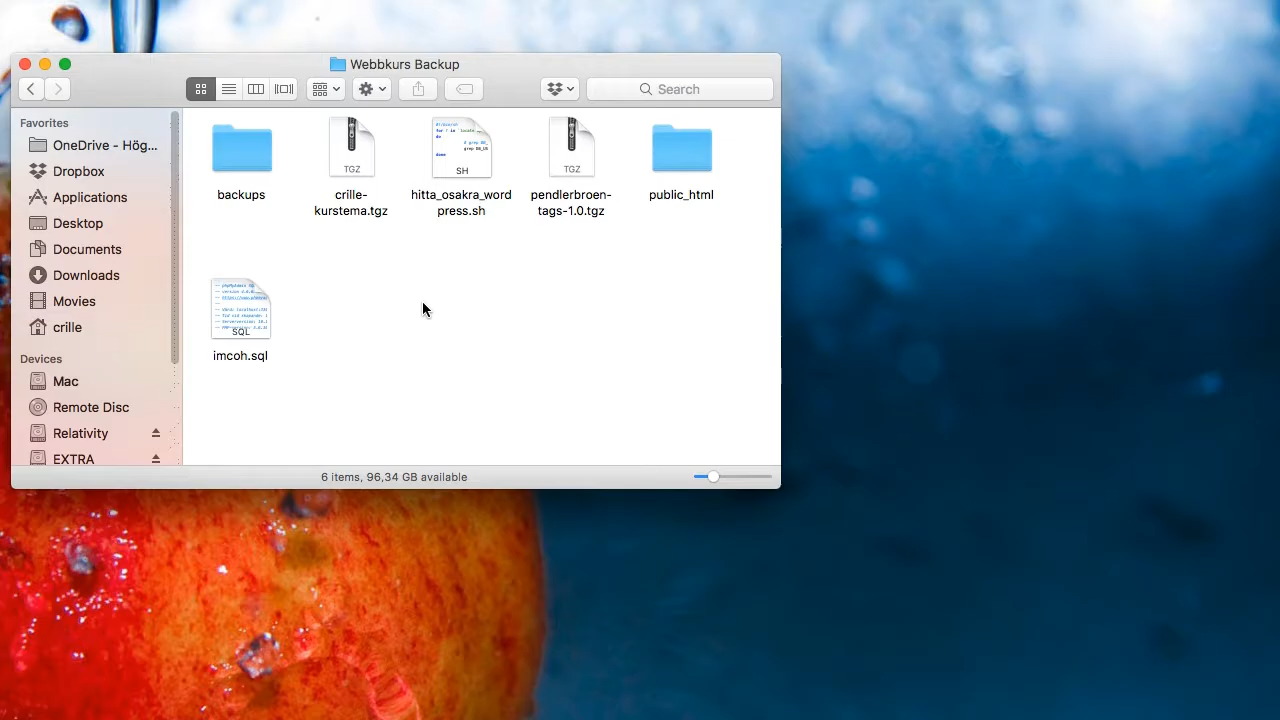 Webbkurs Backup
Search
Favorites
OneDrive - Hög...
Dropbox
Applications
Desktop
Documents
Downloads
Movies
crille
Devices
Mac
Remote Disc
Relativity
EXTRA
backups
TGZ
crille-
kurstema.tgz
SH
hitta_osakra_word
press.sh
TGZ
pendlerbroen-
tags-1.0.tgz
public_html
SQL
imcoh.sql
6 items, 96,34 GB available